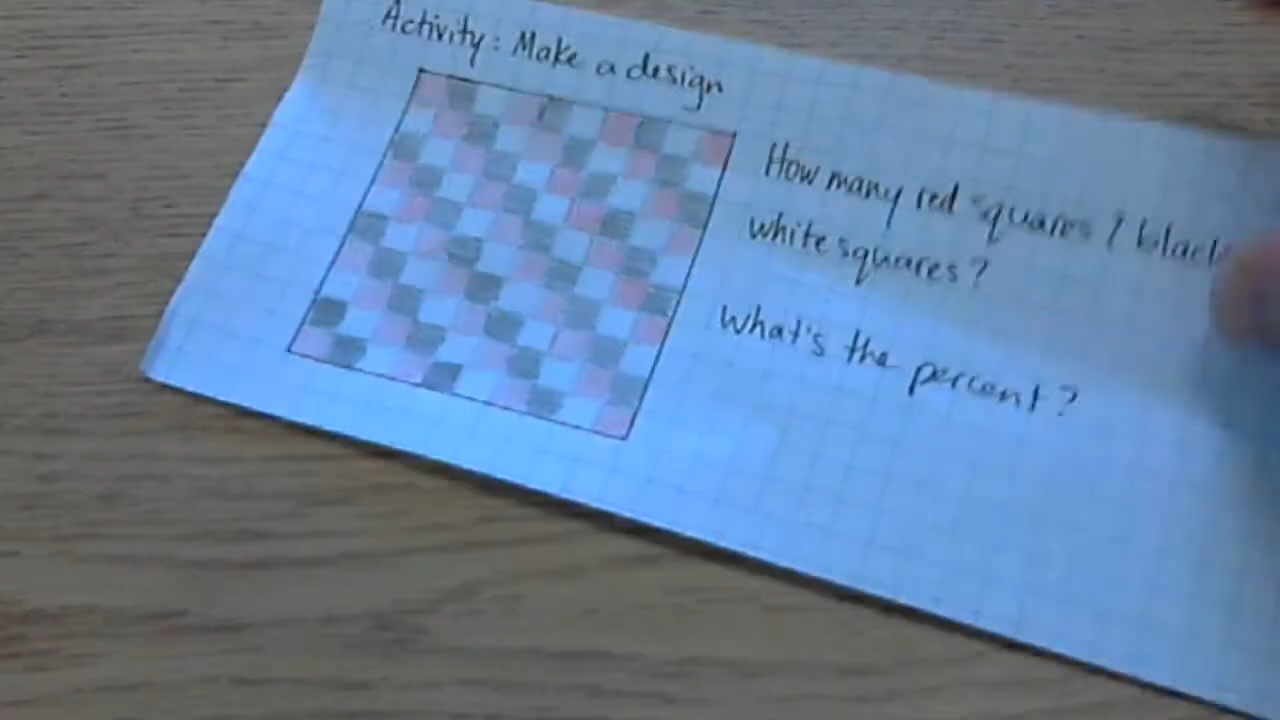 Activity: Make a design
How many red squares? black
white squares?
What's the percent?